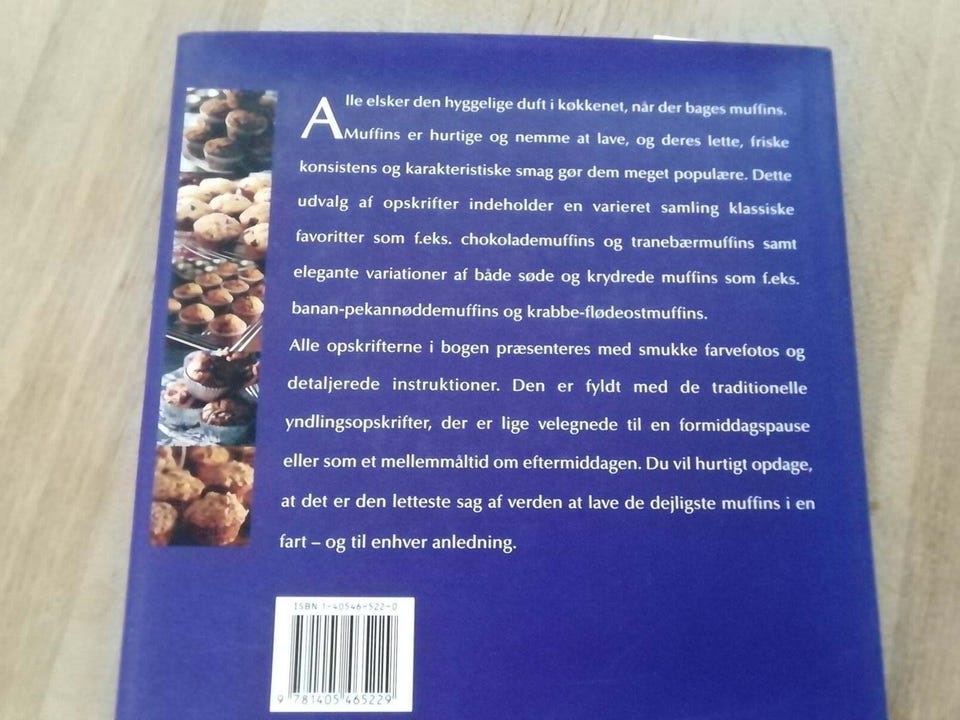 Alle elsker den hyggelige duft i køkkenet, når der bages muffins.
Muffins er hurtige og nemme at lave, og deres lette, friske
konsistens og karakteristiske smag gør dem meget populære. Dette
udvalg af opskrifter indeholder en varieret samling klassiske
favoritter som f.eks. chokolademuffins og tranebærmuffins samt
elegante variationer af både søde og krydrede muffins som f.eks.
banan-pekannøddemuffins og krabbe-flødeostmuffins.
Alle opskrifterne i bogen præsenteres med smukke farvefotos og
detaljerede instruktioner. Den er fyldt med de traditionelle
yndlingsopskrifter, der er lige velegnede til en formiddagspause
eller som et mellemmåltid om eftermiddagen. Du vil hurtigt opdage,
at det er den letteste sag af verden at lave de dejligste muffins i en
fart – og til enhver anledning.
ISBN 1-40546-522-0
9 781405 465229